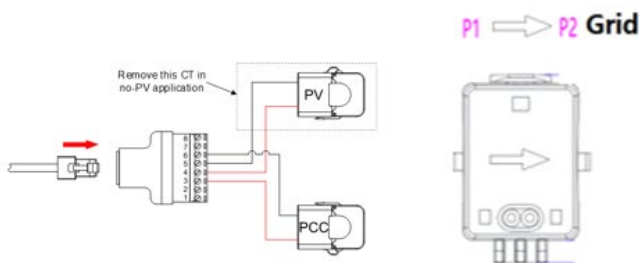 P1 P2 Grid
Remove this CT in
no-PV application
PV
8
7
6
5
4
3
2
1
PCC